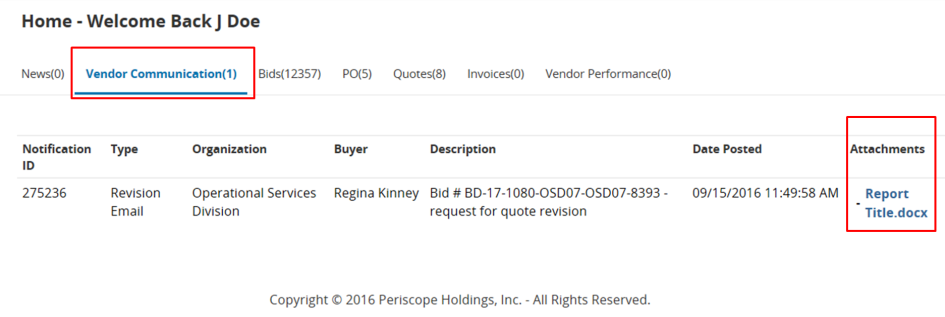 Home - Welcome Back J Doe
News(0) Vendor Communication(1) Bids(12357) PO(5) Quotes(8) Invoices(0) Vendor Performance(0)
Notification ID Type Organization Buyer Description Date Posted Attachments
275236 Revision Operational Services Regina Kinney Bid # BD-17-1080-OSD07-OSD07-8393 - 09/15/2016 11:49:58 AM - Report
Email Division request for quote revision Title.docx
Copyright © 2016 Periscope Holdings, Inc. - All Rights Reserved.